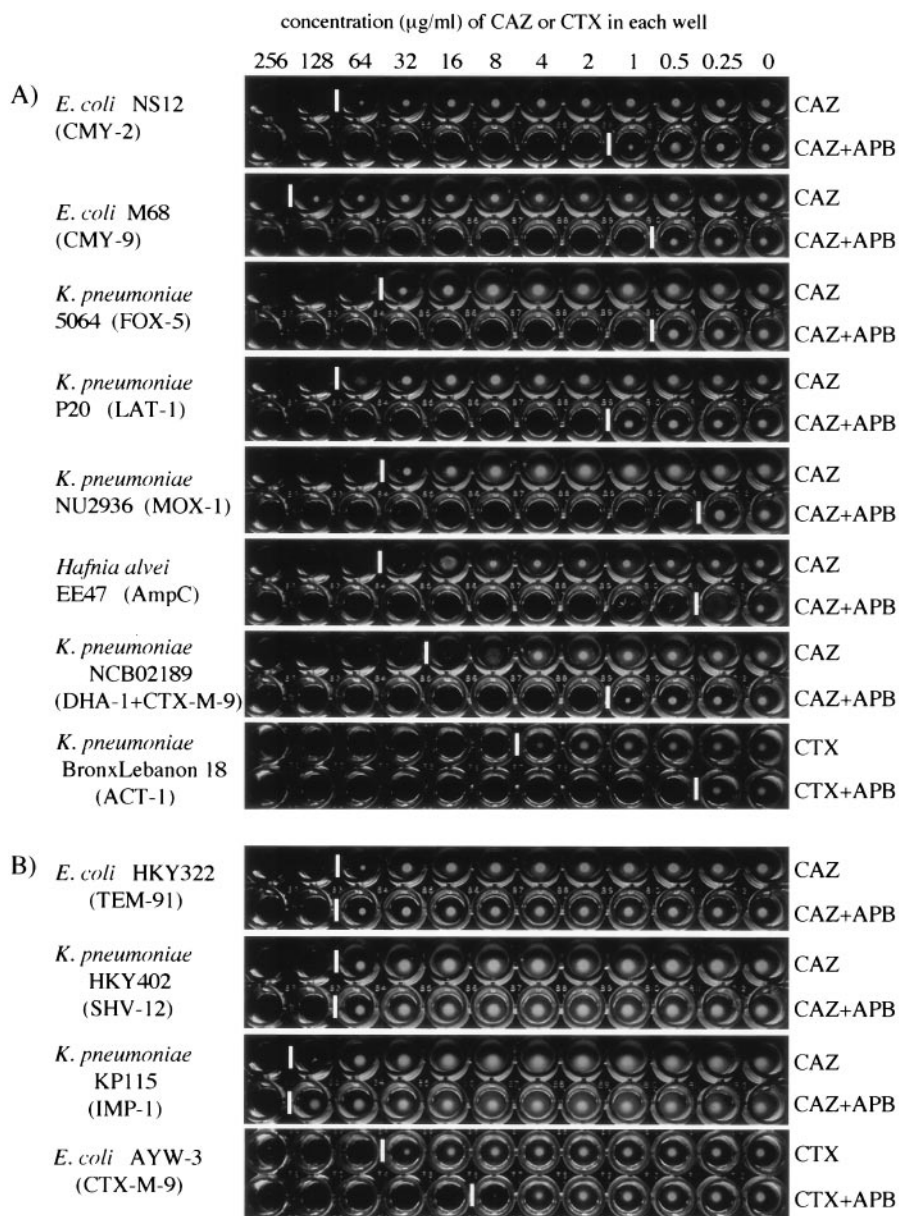 concentration (μg/ml) of CAZ or CTX in each well
256 128 64 32 16 8 4 2 1 0.5 0.25 0
A)
E. coli NS12
(CMY-2)
CAZ
CAZ+APB
E. coli M68
(CMY-9)
CAZ
CAZ+APB
K. pneumoniae
5064 (FOX-5)
CAZ
CAZ+APB
K. pneumoniae
P20 (LAT-1)
CAZ
CAZ+APB
K. pneumoniae
NU2936 (MOX-1)
CAZ
CAZ+APB
Hafnia alvei
EE47 (AmpC)
CAZ
CAZ+APB
K. pneumoniae
NCB02189
(DHA-1+CTX-M-9)
CAZ
CAZ+APB
K. pneumoniae
BronxLebanon 18
(ACT-1)
CTX
CTX+APB
B)
E. coli HKY322
(TEM-91)
CAZ
CAZ+APB
K. pneumoniae
HKY402
(SHV-12)
CAZ
CAZ+APB
K. pneumoniae
KP115
(IMP-1)
CAZ
CAZ+APB
E. coli AYW-3
(CTX-M-9)
CTX
CTX+APB